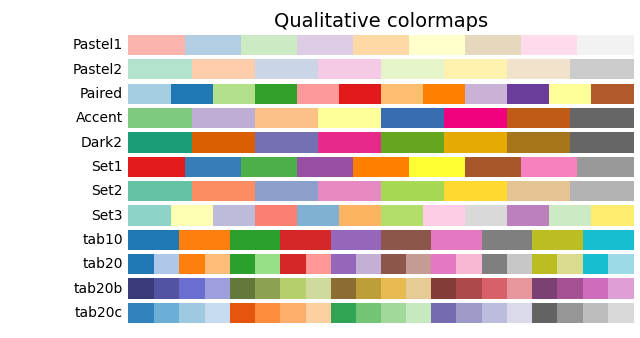 Qualitative colormaps
Pastel1
Pastel2
Paired
Accent
Dark2
Set1
Set2
Set3
tab10
tab20
tab20b
tab20c